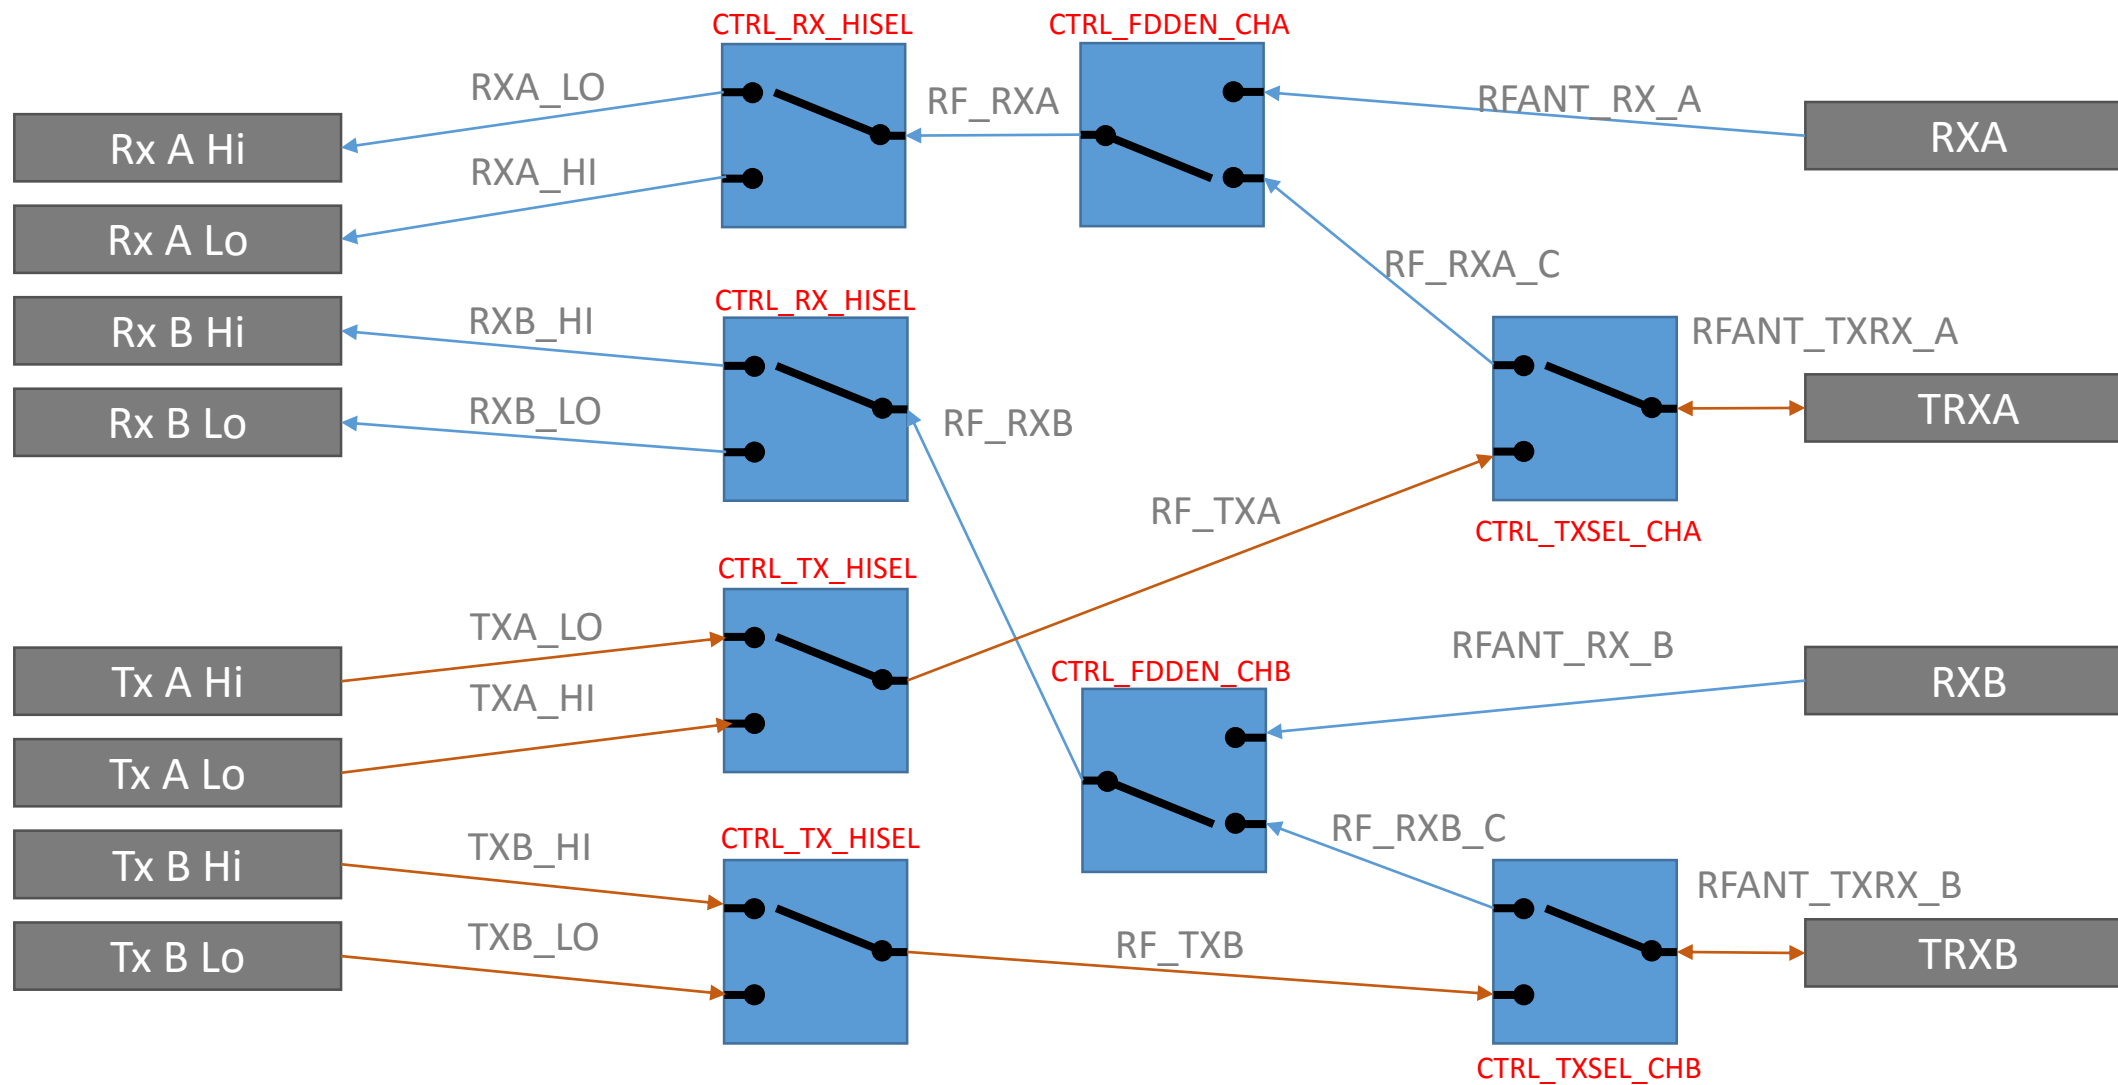 CTRL_RX_HISEL
CTRL_FDDEN_CHA
RXA_LO
RF_RXA
RFANT_RX_A
Rx A Hi
RXA
RXA_HI
Rx A Lo
RF_RXA_C
CTRL_RX_HISEL
Rx B Hi
RXB_HI
RFANT_TXRX_A
Rx B Lo
RXB_LO
RF_RXB
TRXA
RF_TXA
CTRL_TXSEL_CHA
CTRL_TX_HISEL
TXA_LO
RFANT_RX_B
Tx A Hi
CTRL_FDDEN_CHB
RXB
TXA_HI
Tx A Lo
RF_RXB_C
CTRL_TX_HISEL
TXB_HI
Tx B Hi
RFANT_TXRX_B
TXB_LO
RF_TXB
Tx B Lo
TRXB
CTRL_TXSEL_CHB